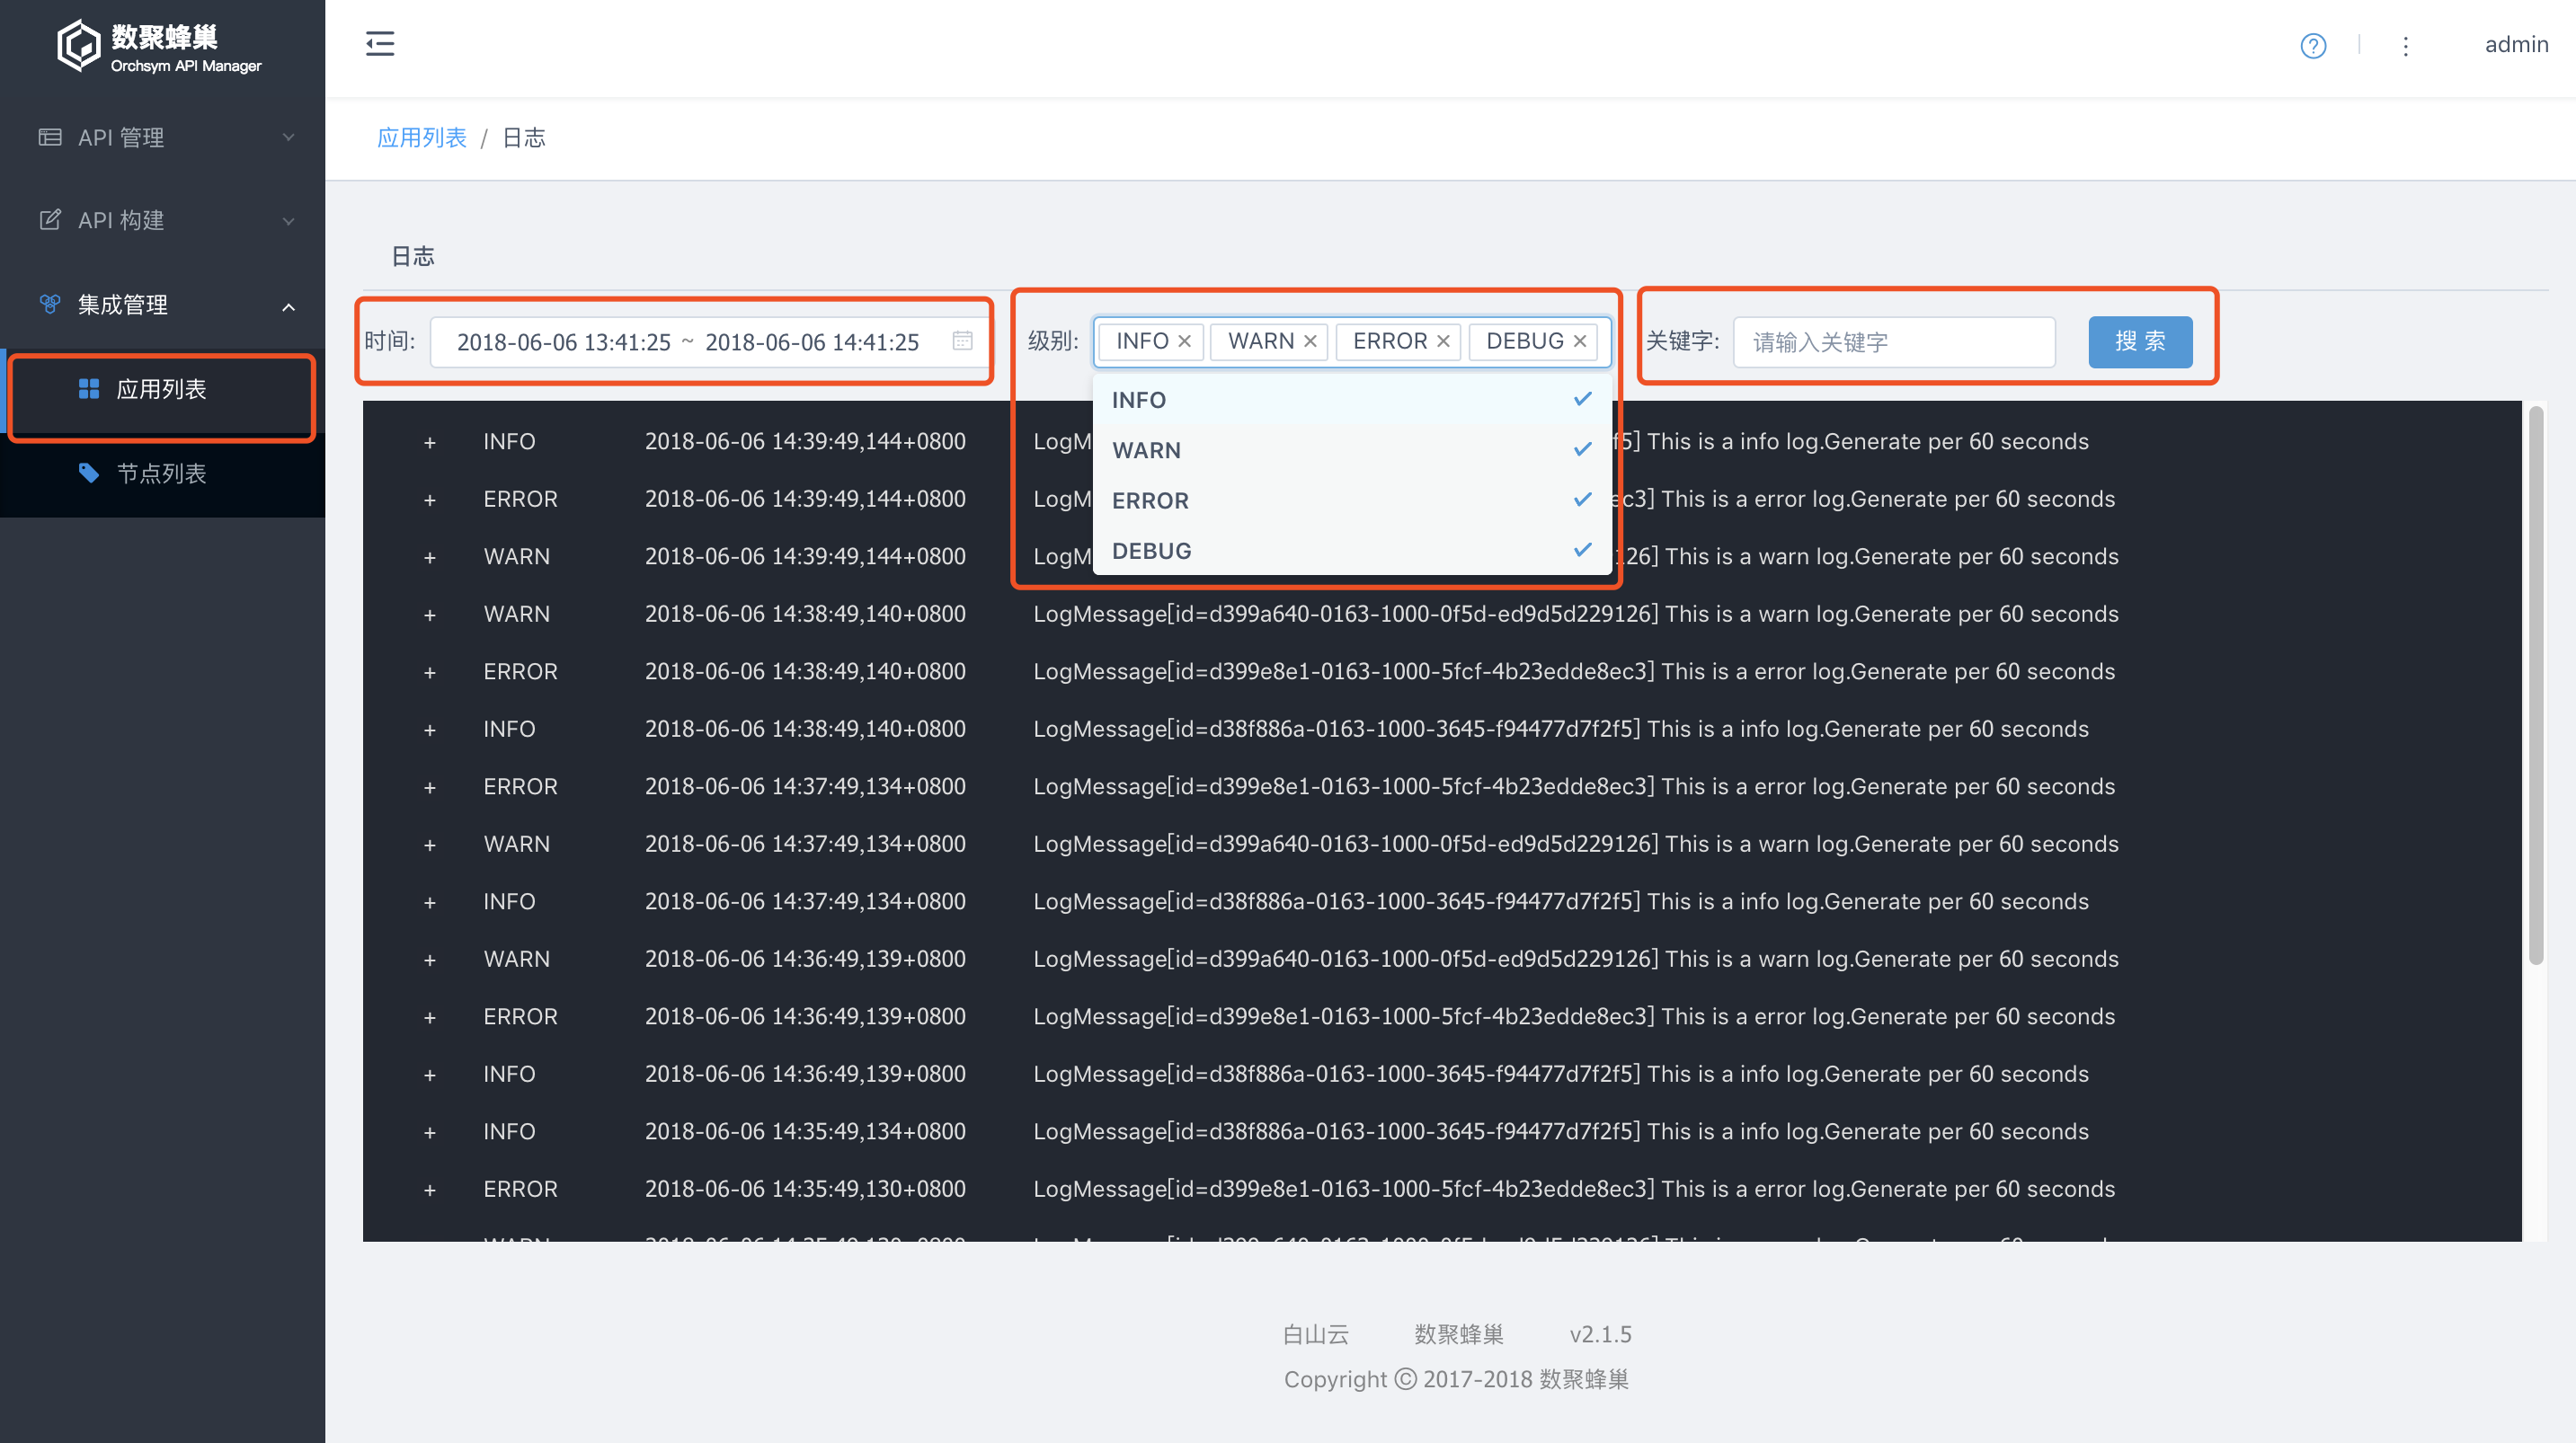 数聚蜂巢
Orchsym API Manager
API 管理
API 构建
集成管理
应用列表
节点列表
admin
应用列表 / 日志
日志
时间: 2018-06-06 13:41:25 ~ 2018-06-06 14:41:25 级别: INFO WARN ERROR DEBUG 关键字: 请输入关键字 搜 索
INFO
WARN
ERROR
DEBUG
+ INFO 2018-06-06 14:39:49,144+0800 LogM f5] This is a info log.Generate per 60 seconds
+ ERROR 2018-06-06 14:39:49,144+0800 LogM ec3] This is a error log.Generate per 60 seconds
+ WARN 2018-06-06 14:39:49,144+0800 LogM 126] This is a warn log.Generate per 60 seconds
+ WARN 2018-06-06 14:38:49,140+0800 LogMessage[id=d399a640-0163-1000-0f5d-ed9d5d229126] This is a warn log.Generate per 60 seconds
+ ERROR 2018-06-06 14:38:49,140+0800 LogMessage[id=d399e8e1-0163-1000-5fcf-4b23edde8ec3] This is a error log.Generate per 60 seconds
+ INFO 2018-06-06 14:38:49,140+0800 LogMessage[id=d38f886a-0163-1000-3645-f94477d7f2f5] This is a info log.Generate per 60 seconds
+ ERROR 2018-06-06 14:37:49,134+0800 LogMessage[id=d399e8e1-0163-1000-5fcf-4b23edde8ec3] This is a error log.Generate per 60 seconds
+ WARN 2018-06-06 14:37:49,134+0800 LogMessage[id=d399a640-0163-1000-0f5d-ed9d5d229126] This is a warn log.Generate per 60 seconds
+ INFO 2018-06-06 14:37:49,134+0800 LogMessage[id=d38f886a-0163-1000-3645-f94477d7f2f5] This is a info log.Generate per 60 seconds
+ WARN 2018-06-06 14:36:49,139+0800 LogMessage[id=d399a640-0163-1000-0f5d-ed9d5d229126] This is a warn log.Generate per 60 seconds
+ ERROR 2018-06-06 14:36:49,139+0800 LogMessage[id=d399e8e1-0163-1000-5fcf-4b23edde8ec3] This is a error log.Generate per 60 seconds
+ INFO 2018-06-06 14:36:49,139+0800 LogMessage[id=d38f886a-0163-1000-3645-f94477d7f2f5] This is a info log.Generate per 60 seconds
+ INFO 2018-06-06 14:35:49,134+0800 LogMessage[id=d38f886a-0163-1000-3645-f94477d7f2f5] This is a info log.Generate per 60 seconds
+ ERROR 2018-06-06 14:35:49,130+0800 LogMessage[id=d399e8e1-0163-1000-5fcf-4b23edde8ec3] This is a error log.Generate per 60 seconds
白山云 数聚蜂巢 v2.1.5
Copyright © 2017-2018 数聚蜂巢